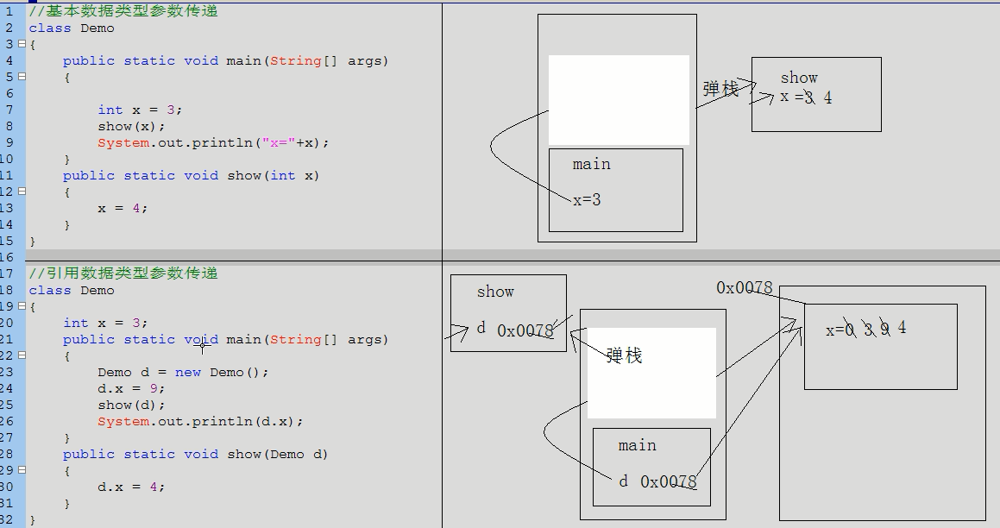 1 //基本数据类型参数传递
2 class Demo
3 {
4 public static void main(String[] args)
5 {
6
7 int x = 3;
8 show(x);
9 System.out.println("x="+x);
10 }
11 public static void show(int x)
12 {
13 x = 4;
14 }
15 }
16
17 //引用数据类型参数传递
18 class Demo
19 {
20 int x = 3;
21 public static void main(String[] args)
22 {
23 Demo d = new Demo();
24 d.x = 9;
25 show(d);
26 System.out.println(d.x);
27 }
28 public static void show(Demo d)
29 {
30 d.x = 4;
31 }
32 }
弹栈
show
x =3 4
main
x=3
show
d 0x0078
弹栈
main
d 0x0078
0x0078
x=0 3 9 4